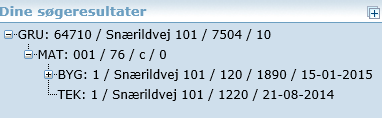 Dine søgeresultater
GRU: 64710 / Snærildvej 101 / 7504 / 10
MAT: 001 / 76 / c / 0
BYG: 1 / Snærildvej 101 / 120 / 1890 / 15-01-2015
TEK: 1 / Snærildvej 101 / 1220 / 21-08-2014